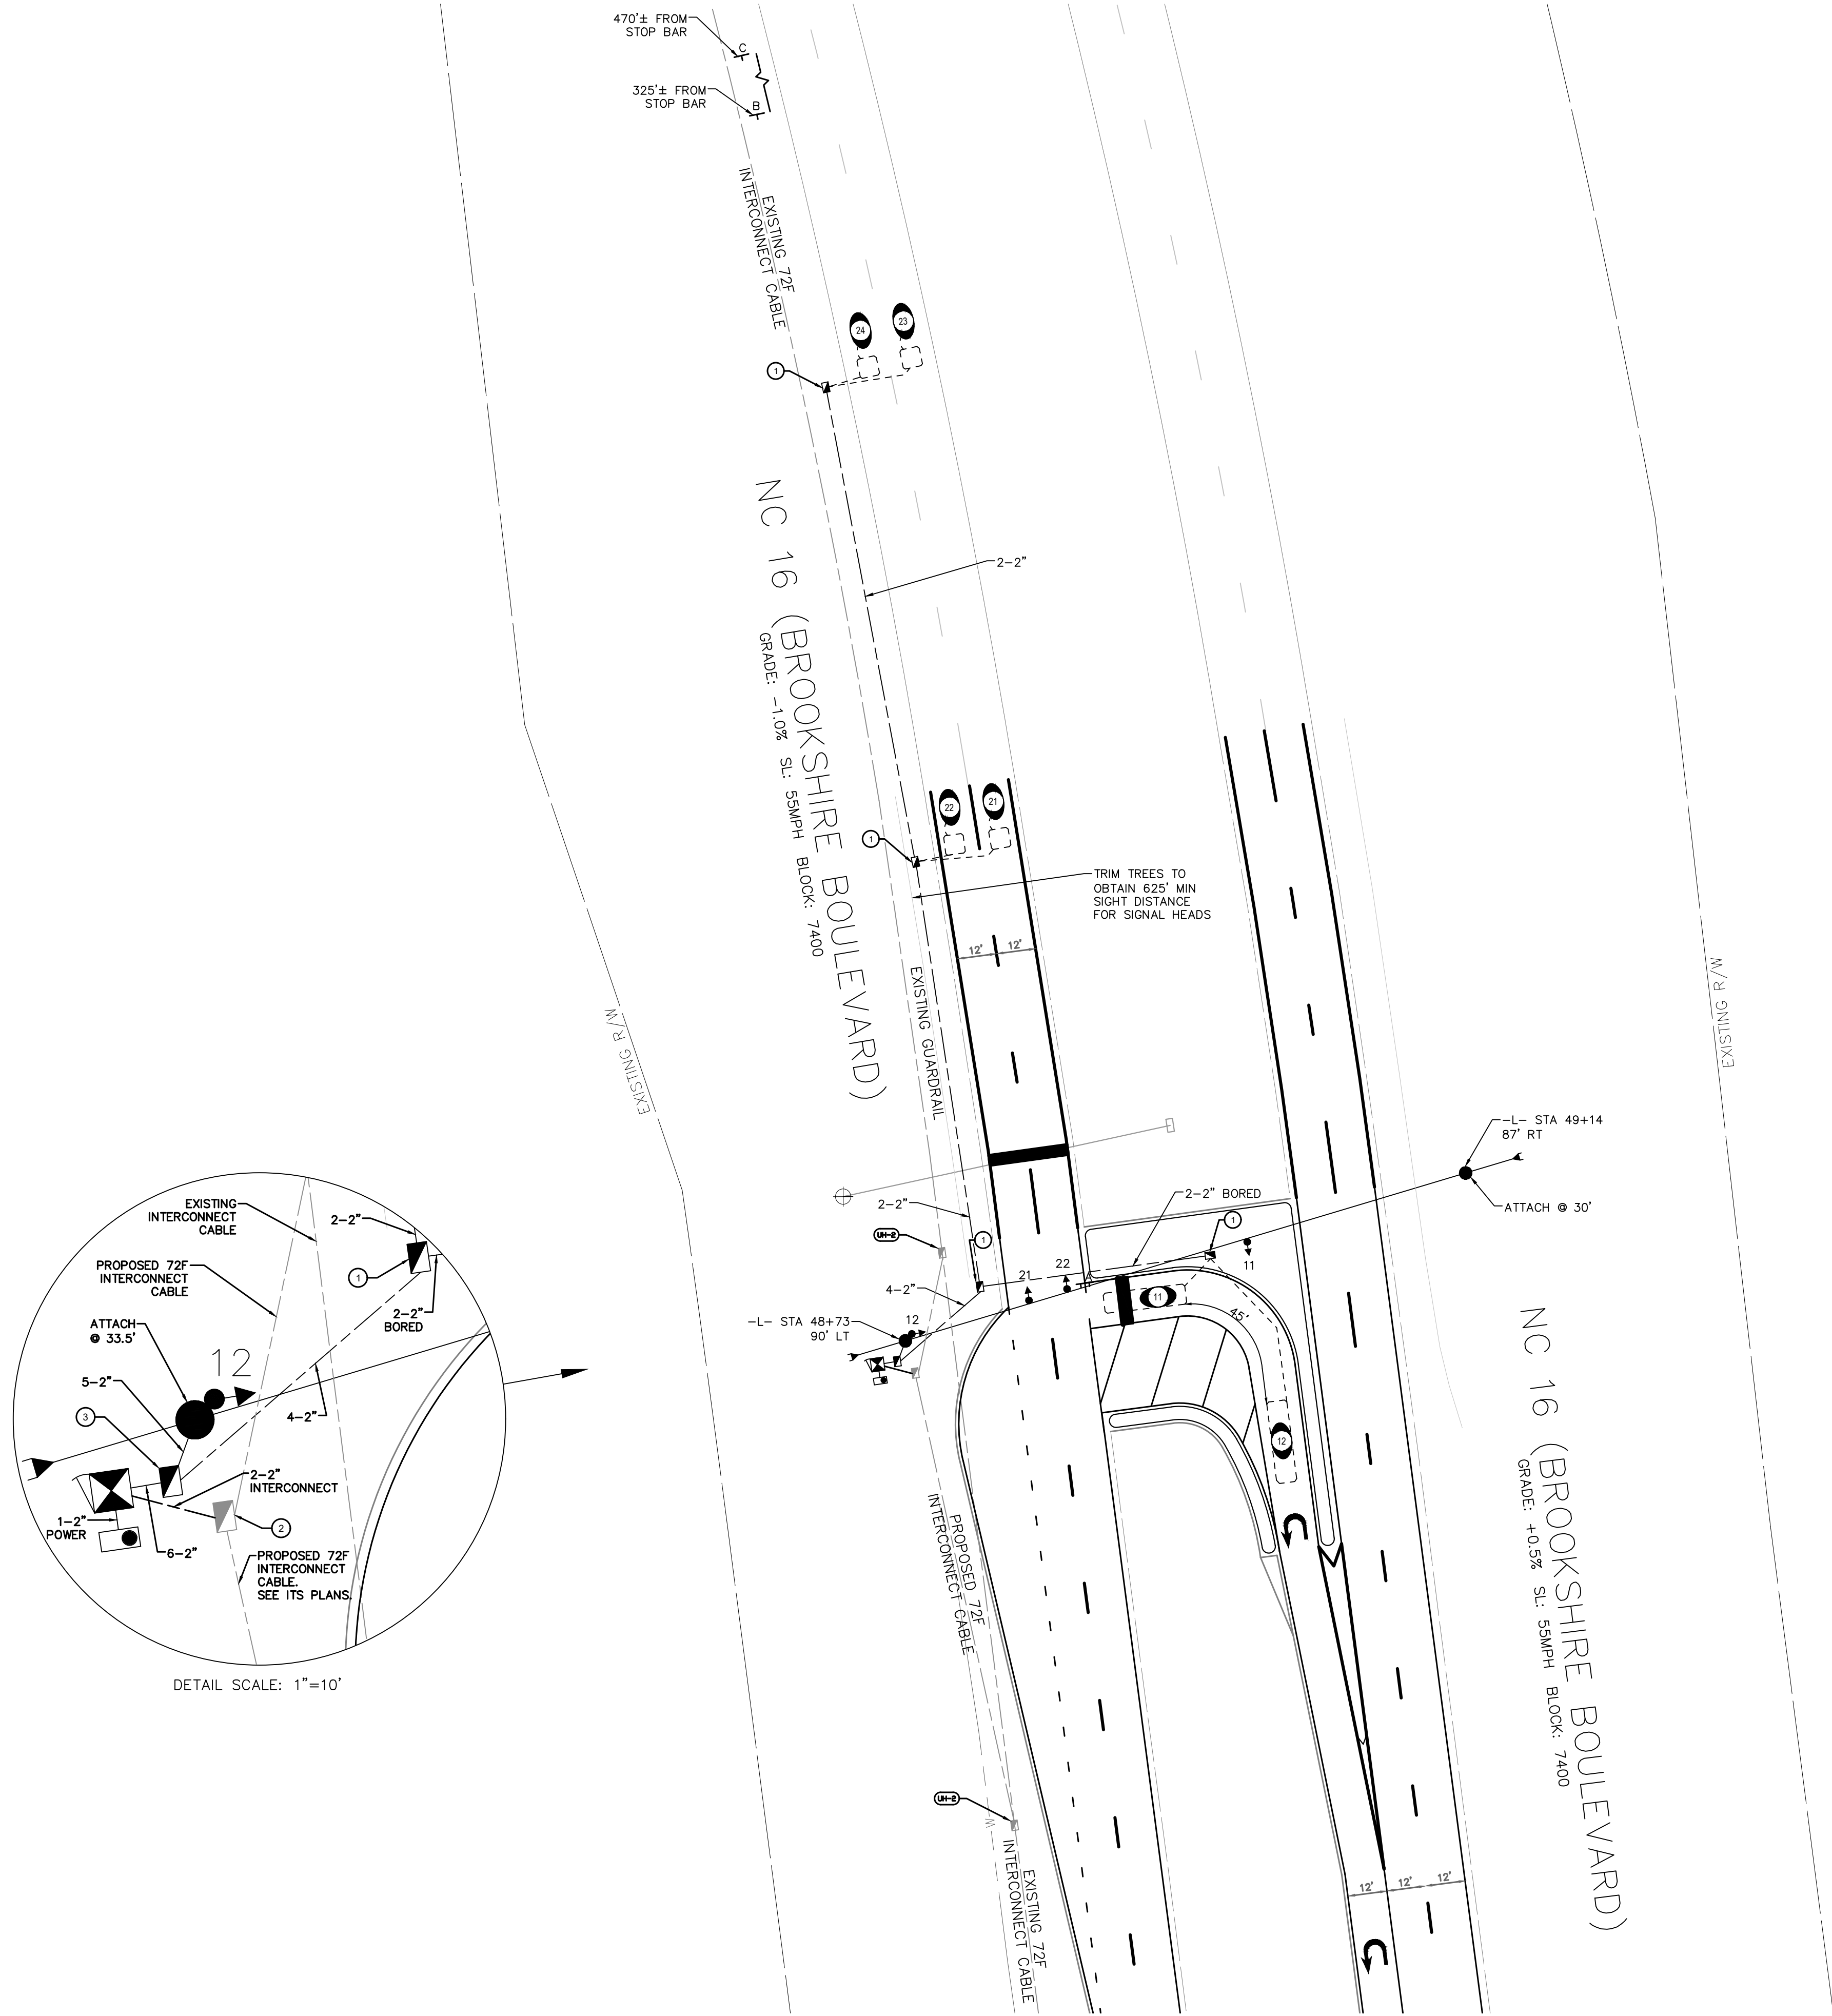 470'± FROM
STOP BAR
C
325'± FROM
STOP BAR
B
EXISTING 72F
INTERCONNECT CABLE
24
23
1
NC 16 (BROOKSHIRE BOULEVARD)
GRADE: -1.0% SL: 55MPH BLOCK: 7400
2-2"
22
21
1
TRIM TREES TO
OBTAIN 625' MIN
SIGHT DISTANCE
FOR SIGNAL HEADS
12'
12'
EXISTING GUARDRAIL
EXISTING R/W
EXISTING R/W
-L- STA 49+14
87' RT
ATTACH @ 30'
2-2" BORED
1
2-2"
UH-2
1
21
22
11
4-2"
-L- STA 48+73
90' LT
12
11
45'
12
NC 16 (BROOKSHIRE BOULEVARD)
GRADE: +0.5% SL: 55MPH BLOCK: 7400
PROPOSED 72F
INTERCONNECT CABLE
UH-2
W
EXISTING 72F
INTERCONNECT CABLE
12'
12'
12'
EXISTING
INTERCONNECT
CABLE
2-2"
PROPOSED 72F
INTERCONNECT
CABLE
1
2-2"
BORED
ATTACH
@ 33.5'
12
5-2"
3
4-2"
2-2"
INTERCONNECT
1-2"
POWER
2
6-2"
PROPOSED 72F
INTERCONNECT
CABLE.
SEE ITS PLANS.
DETAIL SCALE: 1"=10'